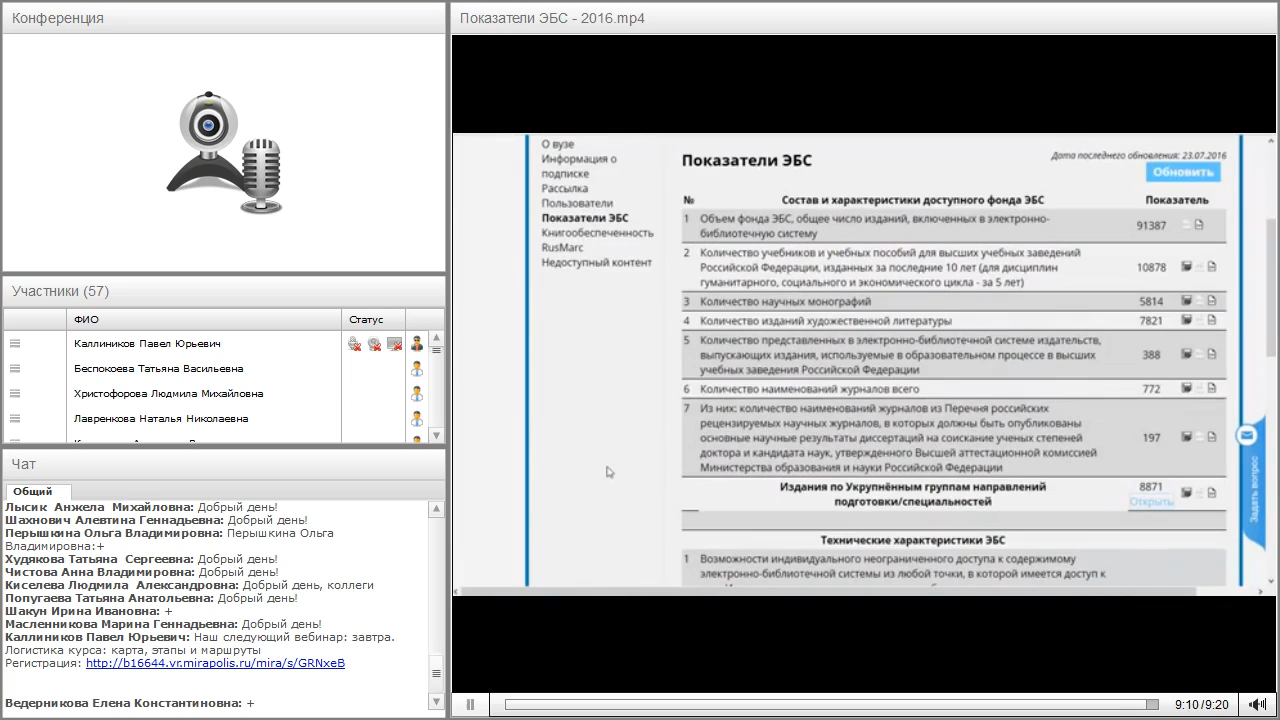 Конференция
Показатели ЭБС - 2016.mp4
Участники (57)
ФИО
Статус
Каллиников Павел Юрьевич
Беспокоева Татьяна Васильевна
Христофорова Людмила Михайловна
Лавренкова Наталья Николаевна
Чат
Общий
Лысик Анжела Михайловна: Добрый день!
Шахнович Алевтина Геннадьевна: Добрый день!
Перышкина Ольга Владимировна: Перышкина Ольга
Владимировна:+
Худякова Татьяна Сергеевна: Добрый день!
Чистова Анна Владимировна: Добрый день!
Киселева Людмила Александровна: Добрый день, коллеги
Попугаева Татьяна Анатольевна: Добрый день!
Шакун Ирина Ивановна: +
Масленникова Марина Геннадьевна: Добрый день!
Каллиников Павел Юрьевич: Наш следующий вебинар: завтра.
Логистика курса: карта, этапы и маршруты
Регистрация: http://b16644.vr.mirapolis.ru/mira/s/GRNxeB
Ведерникова Елена Константиновна: +
О вузе
Информация о
подписке
Рассылка
Пользователи
Показатели ЭБС
Книгообеспеченность
RusMarc
Недоступный контент
Показатели ЭБС
Дата последнего обновления: 23.07.2016
Обновить
№ Состав и характеристики доступного фонда ЭБС Показатель
1 Объем фонда ЭБС, общее число изданий, включенных в электронно-
библиотечную систему
91387
2 Количество учебников и учебных пособий для высших учебных заведений
Российской Федерации, изданных за последние 10 лет (для дисциплин
гуманитарного, социального и экономического цикла - за 5 лет)
10878
3 Количество научных монографий 5814
4 Количество изданий художественной литературы 7821
5 Количество представленных в электронно-библиотечной системе издательств,
выпускающих издания, используемые в образовательном процессе в высших
учебных заведения Российской Федерации
388
6 Количество наименований журналов всего 772
7 Из них: количество наименований журналов из Перечня российских
рецензируемых научных журналов, в которых должны быть опубликованы
основные научные результаты диссертаций на соискание ученых степеней
доктора и кандидата наук, утвержденного Высшей аттестационной комиссией
Министерства образования и науки Российской Федерации
197
Издания по Укрупнённым группам направлений
подготовки/специальностей
8871
Открыть
Технические характеристики ЭБС
1 Возможности индивидуального неограниченного доступа к содержимому
электронно-библиотечной системы из любой точки, в которой имеется доступ к
Задать вопрос
9:10/9:20